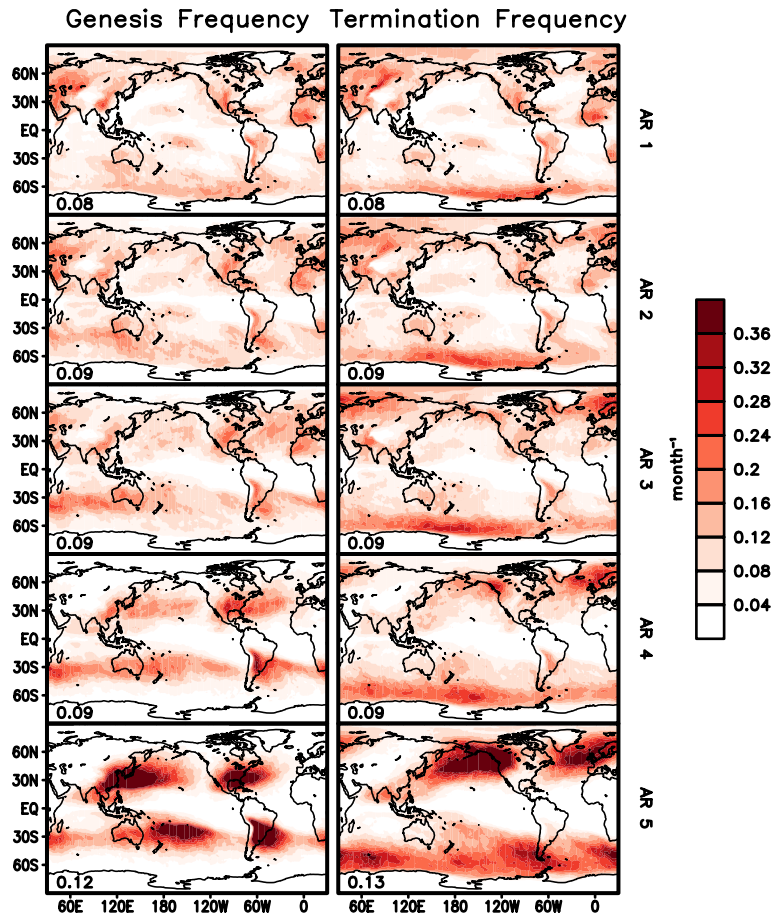 Genesis Frequency Termination Frequency
60N
30N
EQ
30S
60S
0.08
0.08
AR 1
60N
30N
EQ
30S
60S
0.09
0.09
AR 2
60N
30N
EQ
30S
60S
0.09
0.09
AR 3
60N
30N
EQ
30S
60S
0.09
0.09
AR 4
60N
30N
EQ
30S
60S
0.12
0.13
AR 5
60E 120E 180 120W 60W 0 60E 120E 180 120W 60W 0
0.36
0.32
0.28
0.24
0.2
0.16
0.12
0.08
0.04
month⁻¹